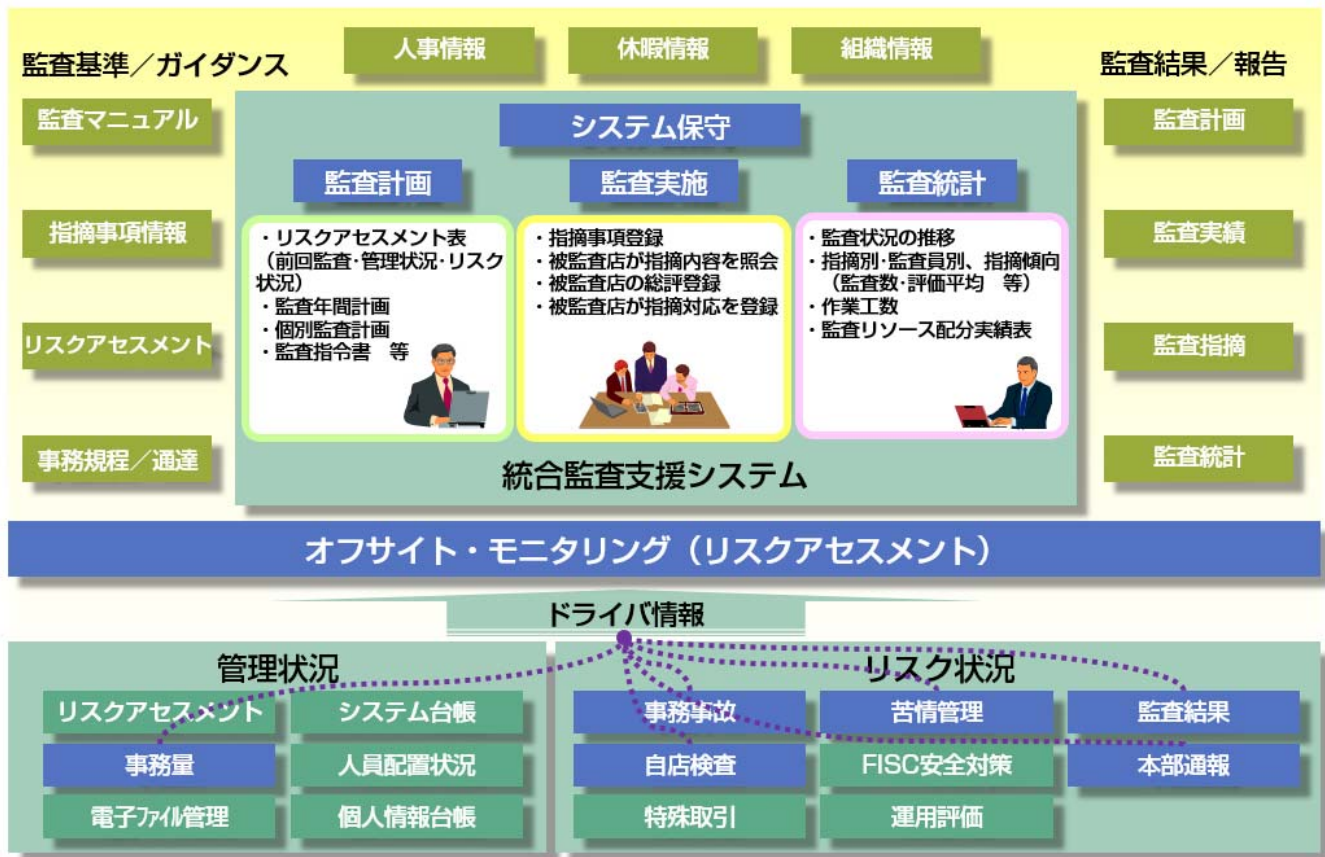 人事情報
休暇情報
組織情報
監査基準／ガイダンス
監査マニュアル
指摘事項情報
リスクアセスメント
事務規程／通達
システム保守
監査計画
・リスクアセスメント表
（前回監査・管理状況・リスク
状況）
・監査年間計画
・個別監査計画
・監査指令書　等
監査実施
・指摘事項登録
・被監査店が指摘内容を照会
・被監査店の総評登録
・被監査店が指摘対応を登録
監査統計
・監査状況の推移
・指摘別・監査員別、指摘傾向
（監査数・評価平均　等）
・作業工数
・監査リソース配分実績表
統合監査支援システム
監査結果／報告
監査計画
監査実績
監査指摘
監査統計
オフサイト・モニタリング（リスクアセスメント）
ドライバ情報
管理状況
リスクアセスメント
システム台帳
事務量
人員配置状況
電子ファイル管理
個人情報台帳
リスク状況
事務事故
苦情管理
監査結果
自店検査
FISC安全対策
本部通報
特殊取引
運用評価